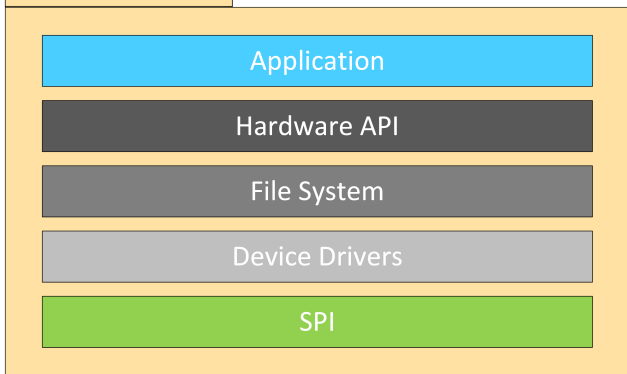 Application
Hardware API
File System
Device Drivers
SPI